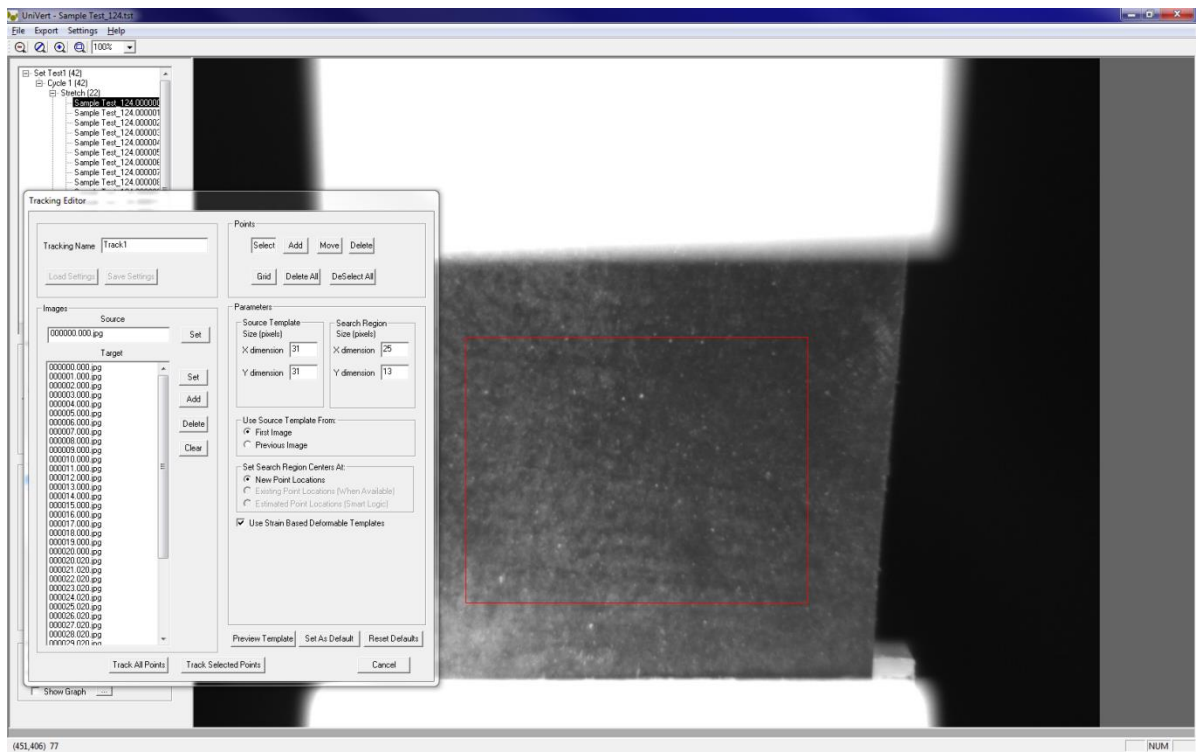 UniVert - Sample Test_124.tst
File Export Settings Help
100%
Set Test1 (42)
Cycle 1 (42)
Stretch (22)
Sample Test_124.000000
Sample Test_124.000001
Sample Test_124.000002
Sample Test_124.000003
Sample Test_124.000004
Sample Test_124.000005
Sample Test_124.000006
Sample Test_124.000007
Sample Test_124.000008
Tracking Editor
Tracking Name Track1
Load Settings Save Settings
Points
Select Add Move Delete
Grid Delete All DeSelect All
Images
Source
000000.000.jpg Set
Target
000000.000.jpg
000001.000.jpg
000002.000.jpg
000003.000.jpg
000004.000.jpg
000005.000.jpg
000006.000.jpg
000007.000.jpg
000008.000.jpg
000009.000.jpg
000010.000.jpg
000011.000.jpg
000012.000.jpg
000013.000.jpg
000014.000.jpg
000015.000.jpg
000016.000.jpg
000017.000.jpg
000018.000.jpg
000019.000.jpg
000020.000.jpg
000020.020.jpg
000021.020.jpg
000022.020.jpg
000023.020.jpg
000024.020.jpg
000025.020.jpg
000026.020.jpg
000027.020.jpg
000028.020.jpg
000029.020.jpg
Set
Add
Delete
Clear
Parameters
Source Template
Size (pixels)
X dimension 31
Y dimension 31
Search Region
Size (pixels)
X dimension 25
Y dimension 13
Use Source Template From:
First Image
Previous Image
Set Search Region Centers At:
New Point Locations
Existing Point Locations (When Available)
Estimated Point Locations (Smart Logic)
Use Strain Based Deformable Templates
Preview Template Set As Default Reset Defaults
Track All Points Track Selected Points Cancel
Show Graph ...
(451,406) 77
NUM